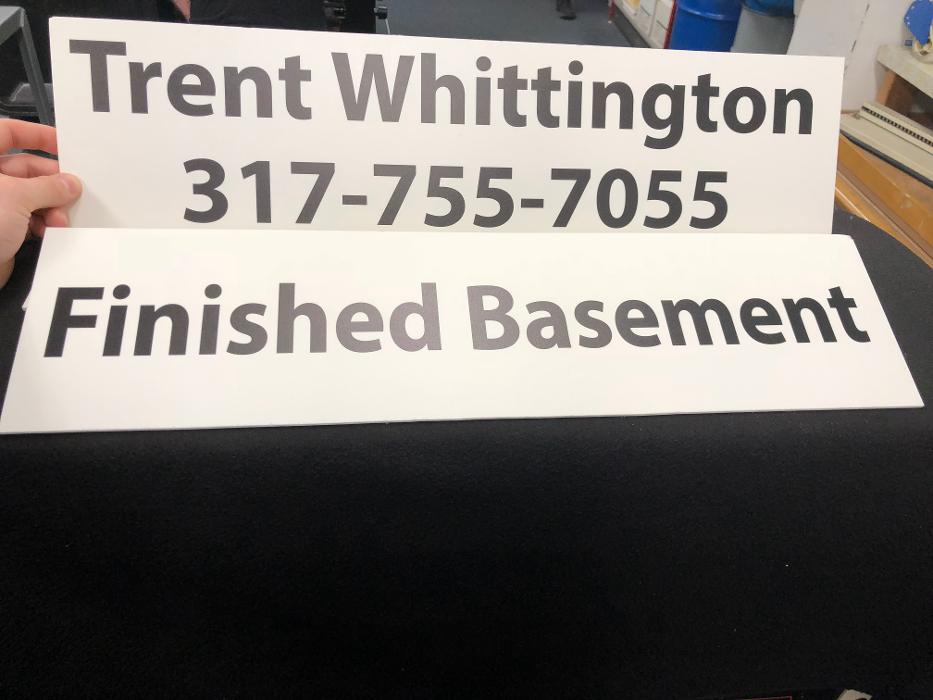 Trent Whittington
317-755-7055
Finished Basement